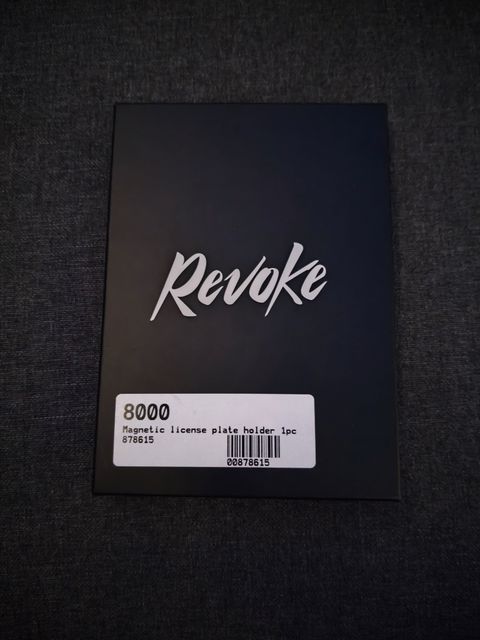 Revoke
8000
Magnetic license plate holder 1pc
878615
00878615